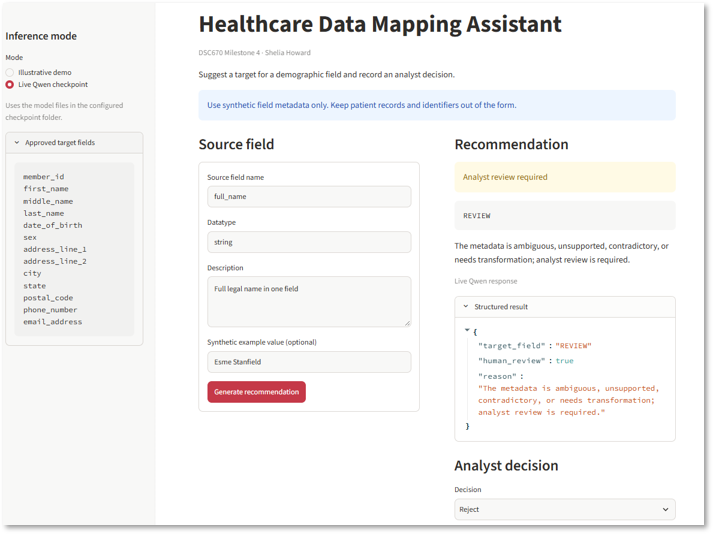 Inference mode
Mode
Illustrative demo
Live Qwen checkpoint
Uses the model files in the configured
checkpoint folder.
Approved target fields
member_id
first_name
middle_name
last_name
date_of_birth
sex
address_line_1
address_line_2
city
state
postal_code
phone_number
email_address
Healthcare Data Mapping Assistant
DSC670 Milestone 4 · Shelia Howard
Suggest a target for a demographic field and record an analyst decision.
Use synthetic field metadata only. Keep patient records and identifiers out of the form.
Source field
Source field name
full_name
Datatype
string
Description
Full legal name in one field
Synthetic example value (optional)
Esme Stanfield
Generate recommendation
Recommendation
Analyst review required
REVIEW
The metadata is ambiguous, unsupported, contradictory, or
needs transformation; analyst review is required.
Live Qwen response
Structured result
{
"target_field" : "REVIEW"
"human_review" : true
"reason" :
"The metadata is ambiguous, unsupported,
contradictory, or needs transformation;
analyst review is required."
}
Analyst decision
Decision
Reject